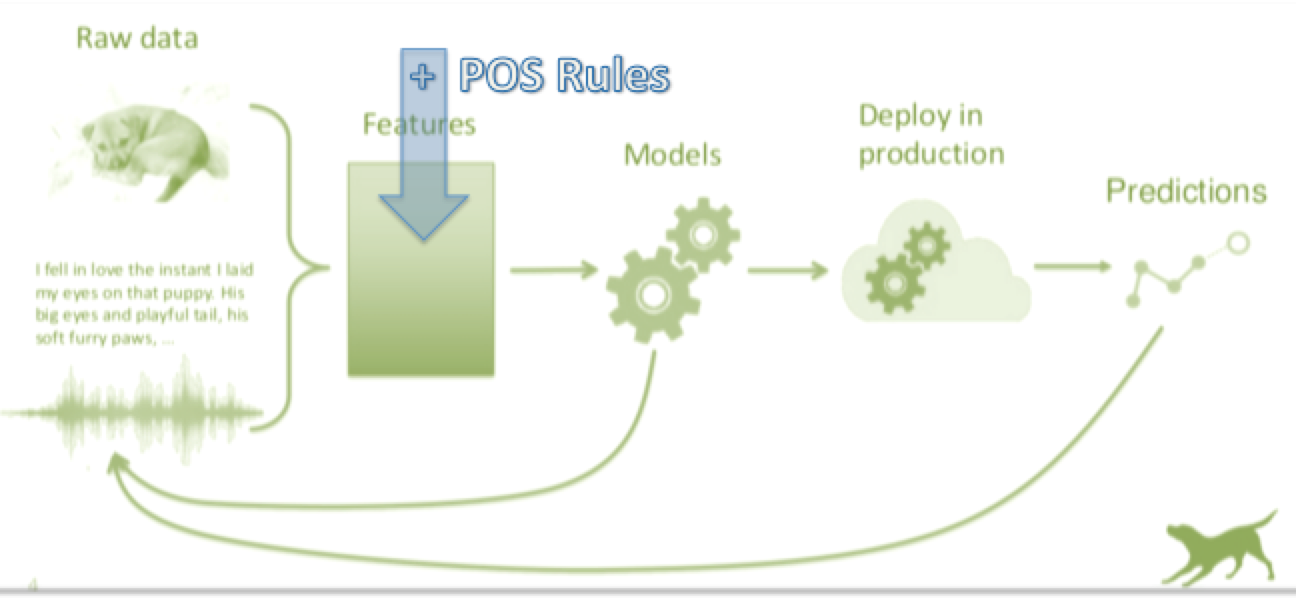 Raw data
+ POS Rules
Features
Models
Deploy in
production
Predictions
I fell in love the instant I laid
my eyes on that puppy. His
big eyes and playful tail, his
soft furry paws, ...
4